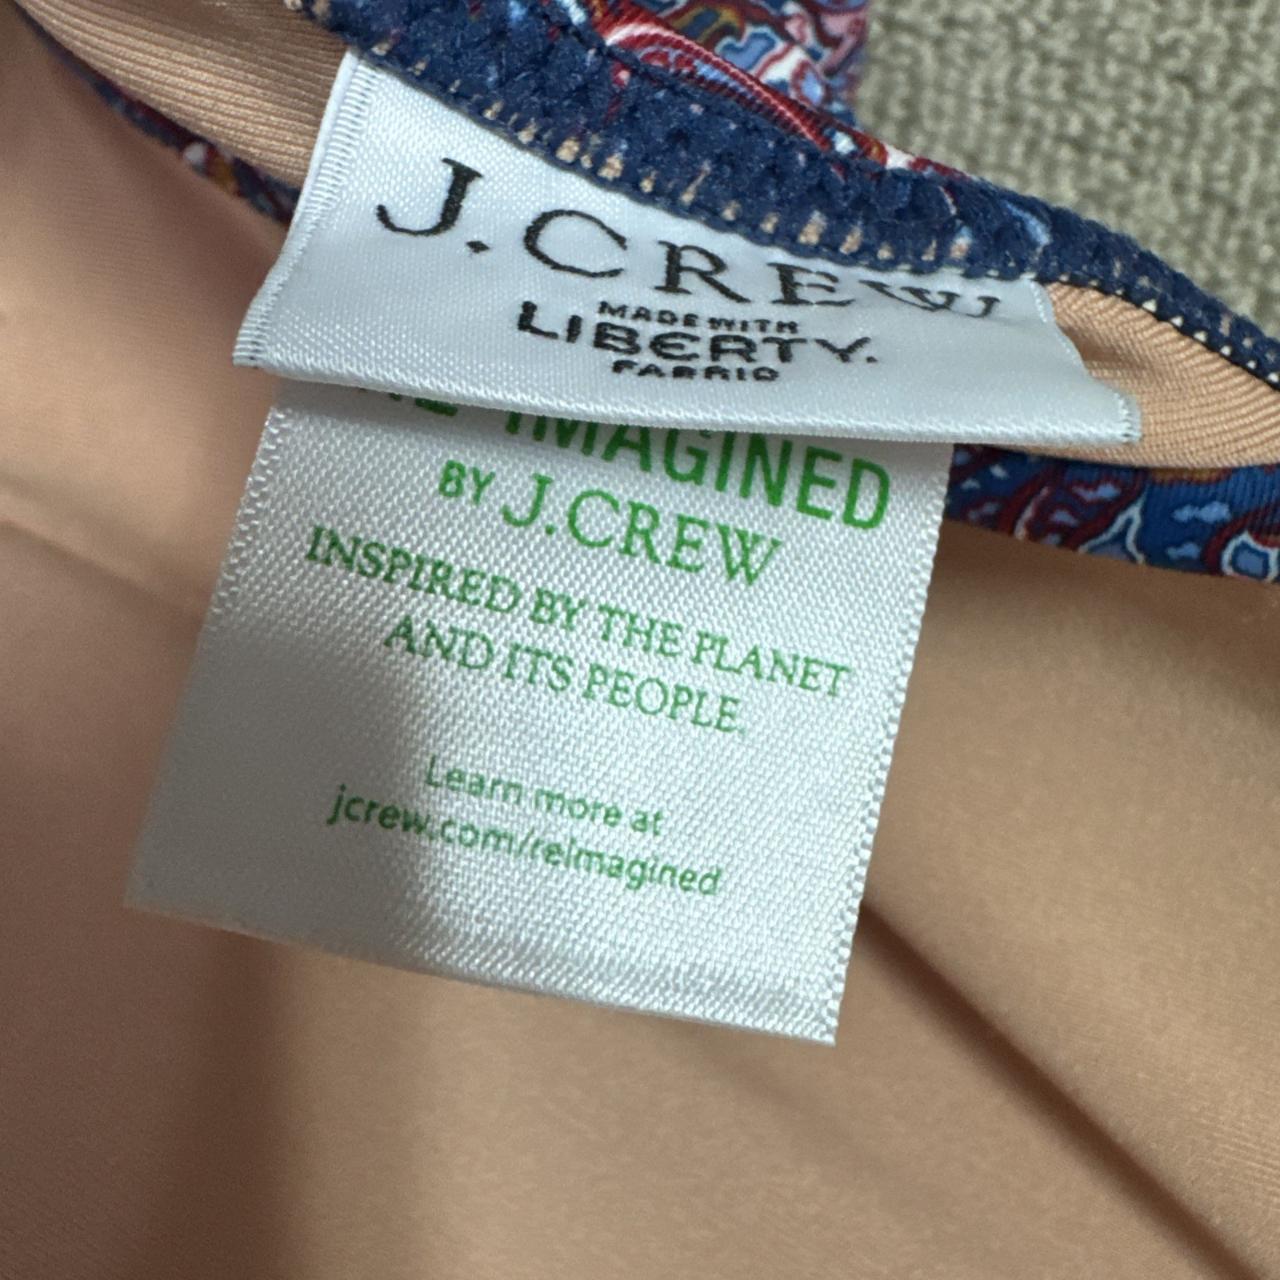 J.CREW
MADE WITH
LIBERTY.
FABRIC
RE-IMAGINED
BY J.CREW
INSPIRED BY THE PLANET
AND ITS PEOPLE.
Learn more at
jcrew.com/reimagined